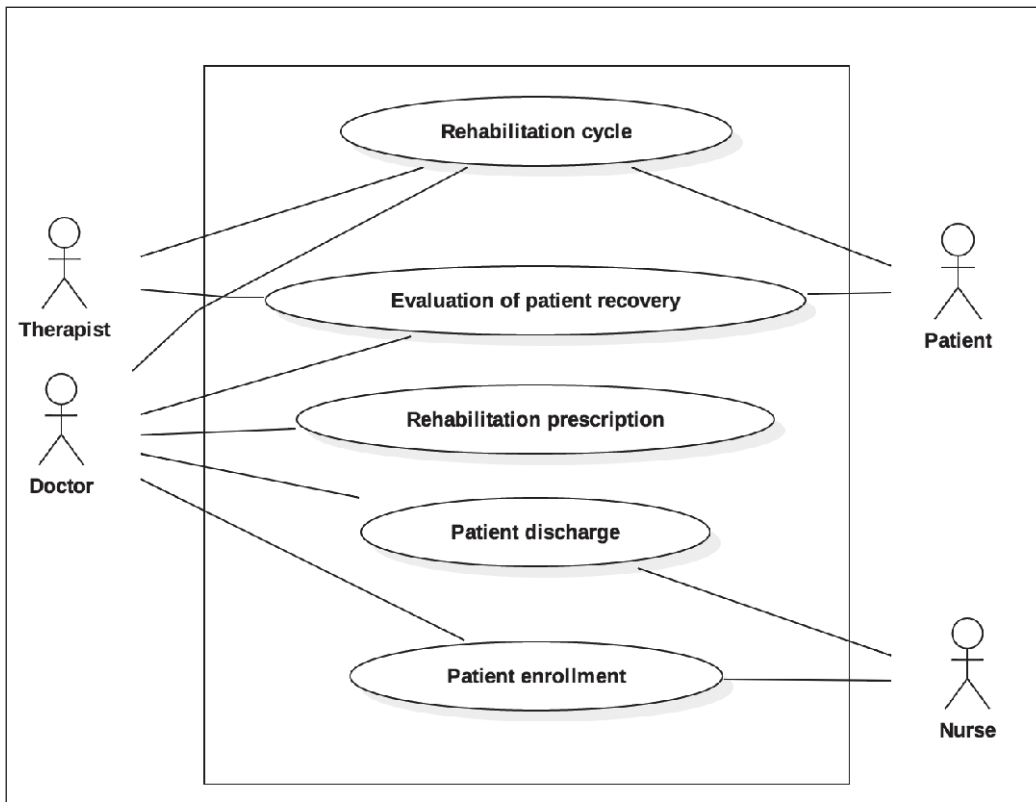 Rehabilitation cycle
Therapist
Evaluation of patient recovery
Patient
Rehabilitation prescription
Doctor
Patient discharge
Patient enrollment
Nurse